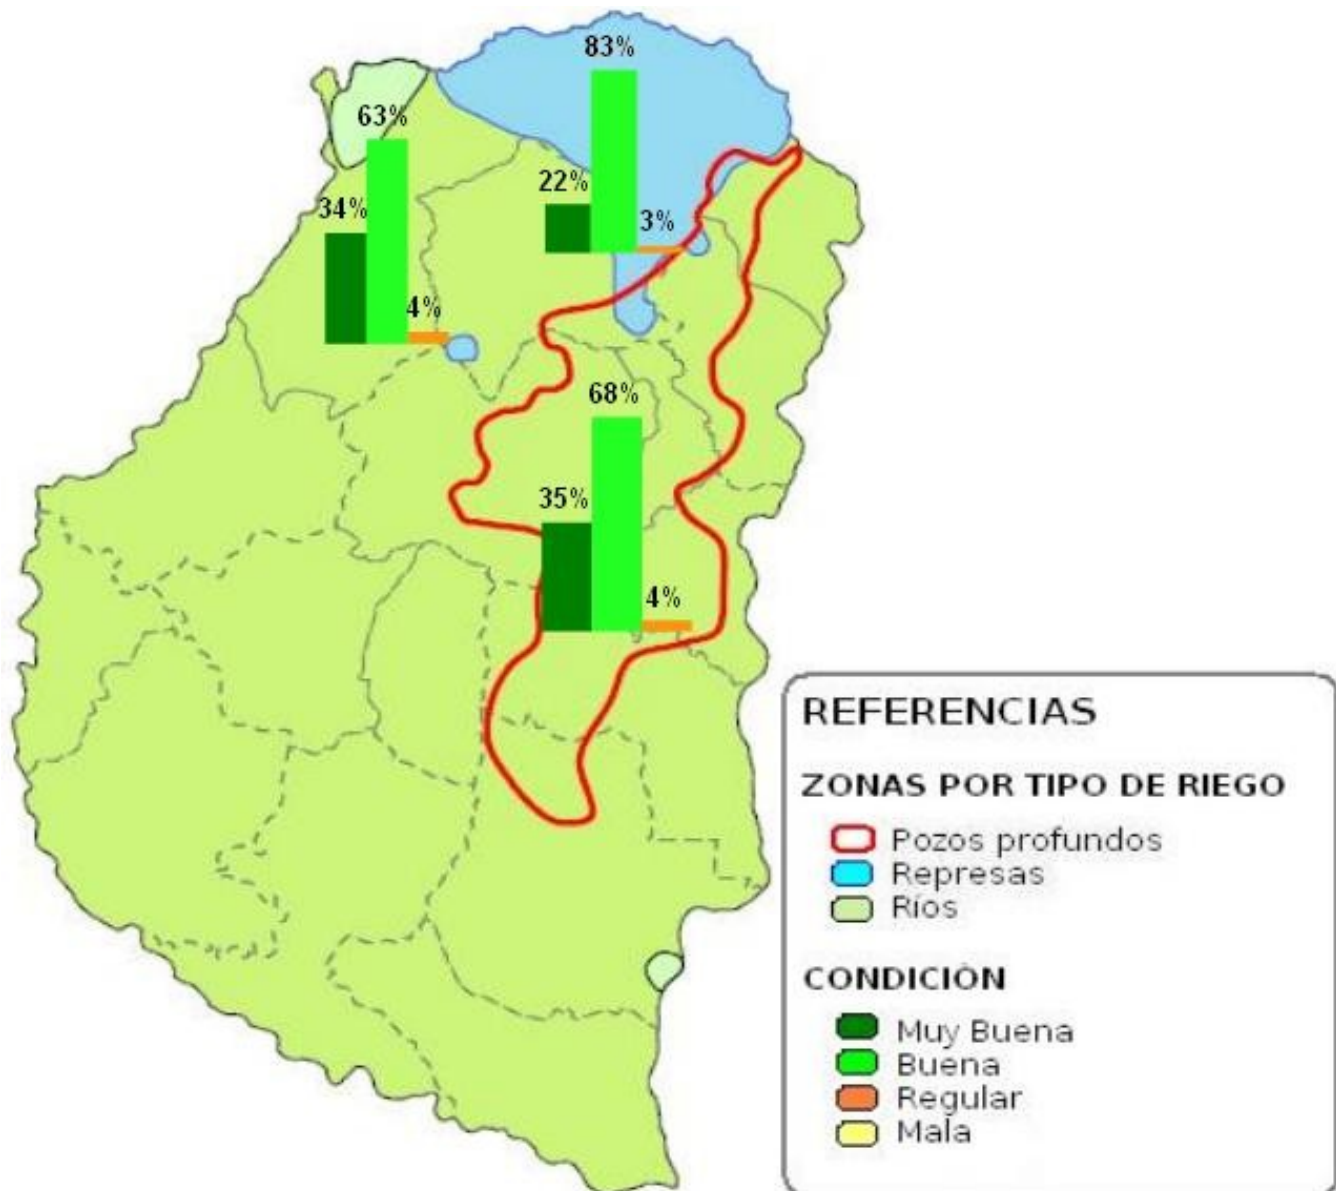 83%
63%
22%
34%
3%
4%
68%
35%
4%
REFERENCIAS
ZONAS POR TIPO DE RIEGO
Pozos profundos
Represas
Ríos
CONDICIÒN
Muy Buena
Buena
Regular
Mala